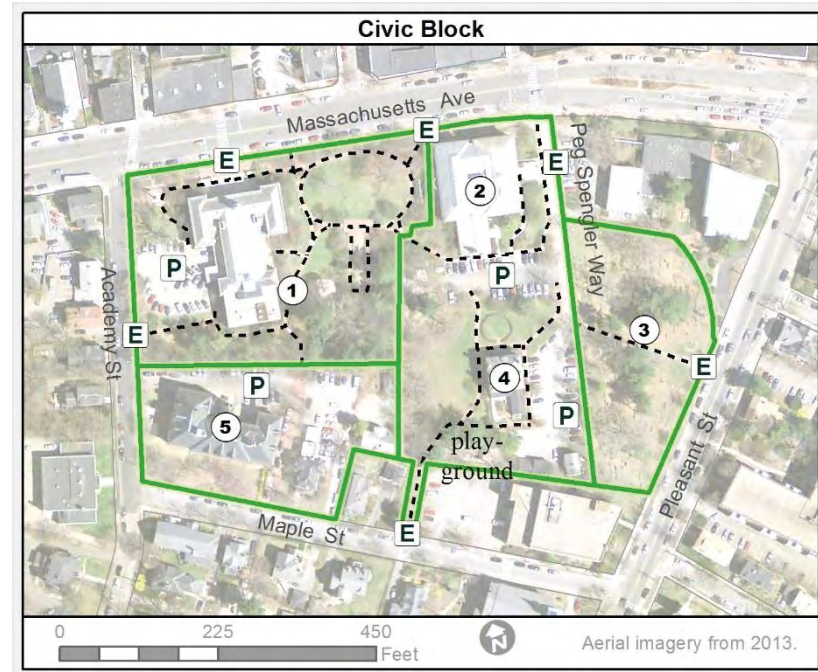 Civic Block
Massachusetts Ave
E
E
E
Peg Spengler Way
2
P
P
1
3
Academy St
E
E
P
4
5
P
play-
ground
Pleasant St
Maple St
E
0
225
450
Feet
N
Aerial imagery from 2013.